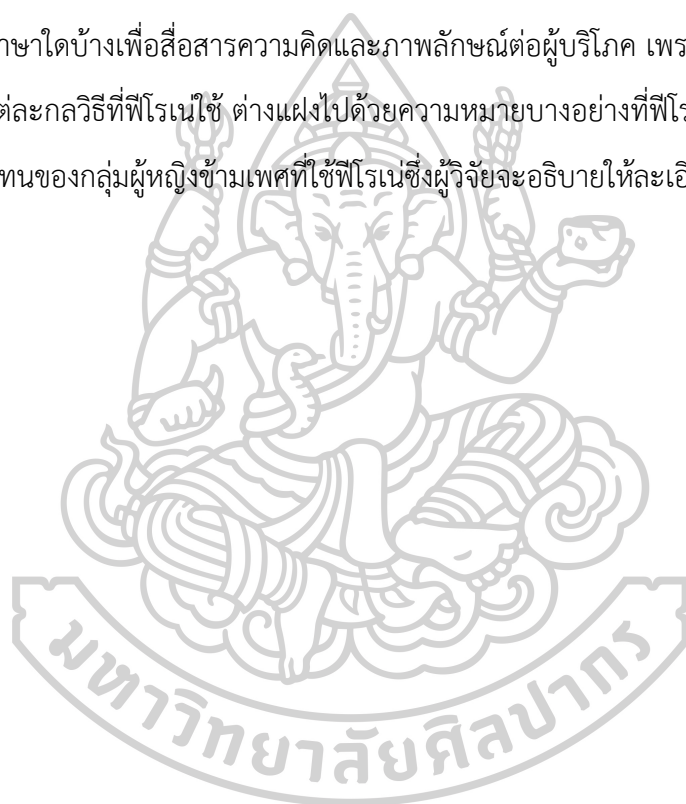 าษาใดบ้างเพื่อสื่อสารความคิดและภาพลักษณ์ต่อผู้บริโภค เพร
ต่ละกลวิธีที่ฟีโรเน่ใช้ ต่างแฝงไปด้วยความหมายบางอย่างที่ฟีโร
ทนของกลุ่มผู้หญิงข้ามเพศที่ใช้ฟีโรเน่ซึ่งผู้วิจัยจะอธิบายให้ละเอี
มหาวิทยาลัยศิลปากร